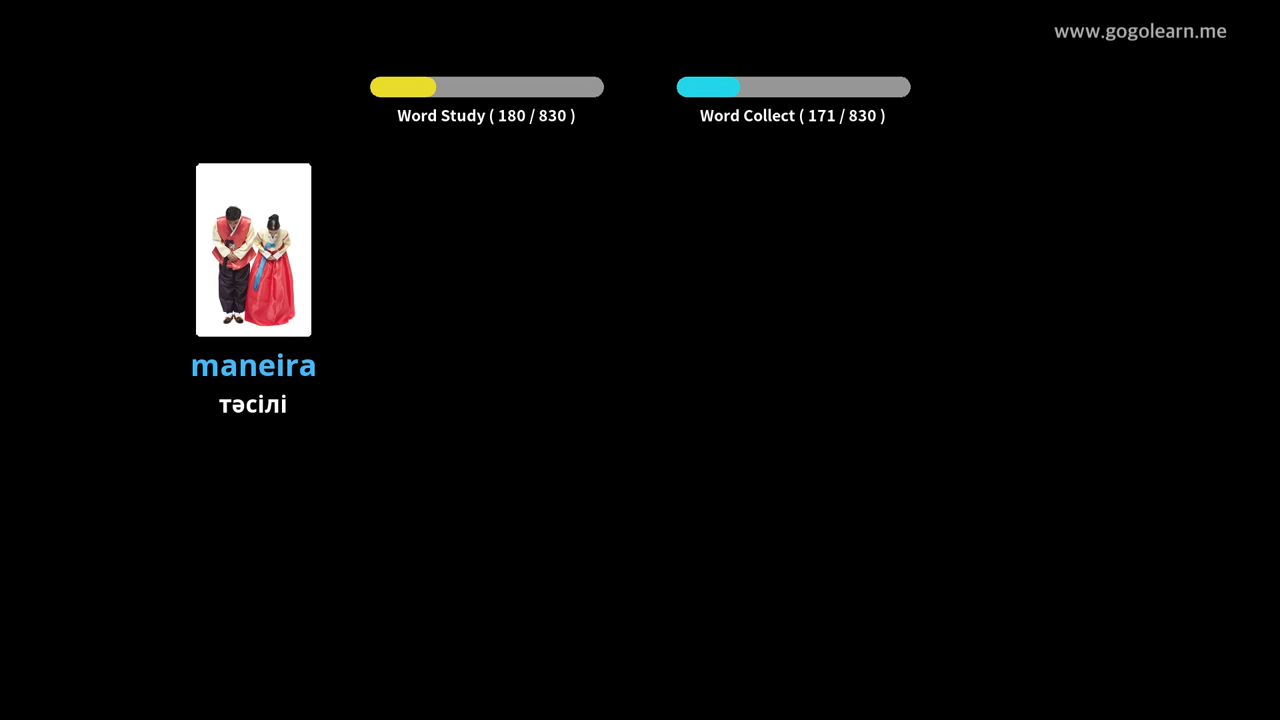 www.gogolearn.me
Word Study ( 180 / 830 )
Word Collect ( 171 / 830 )
maneira
тәсілі